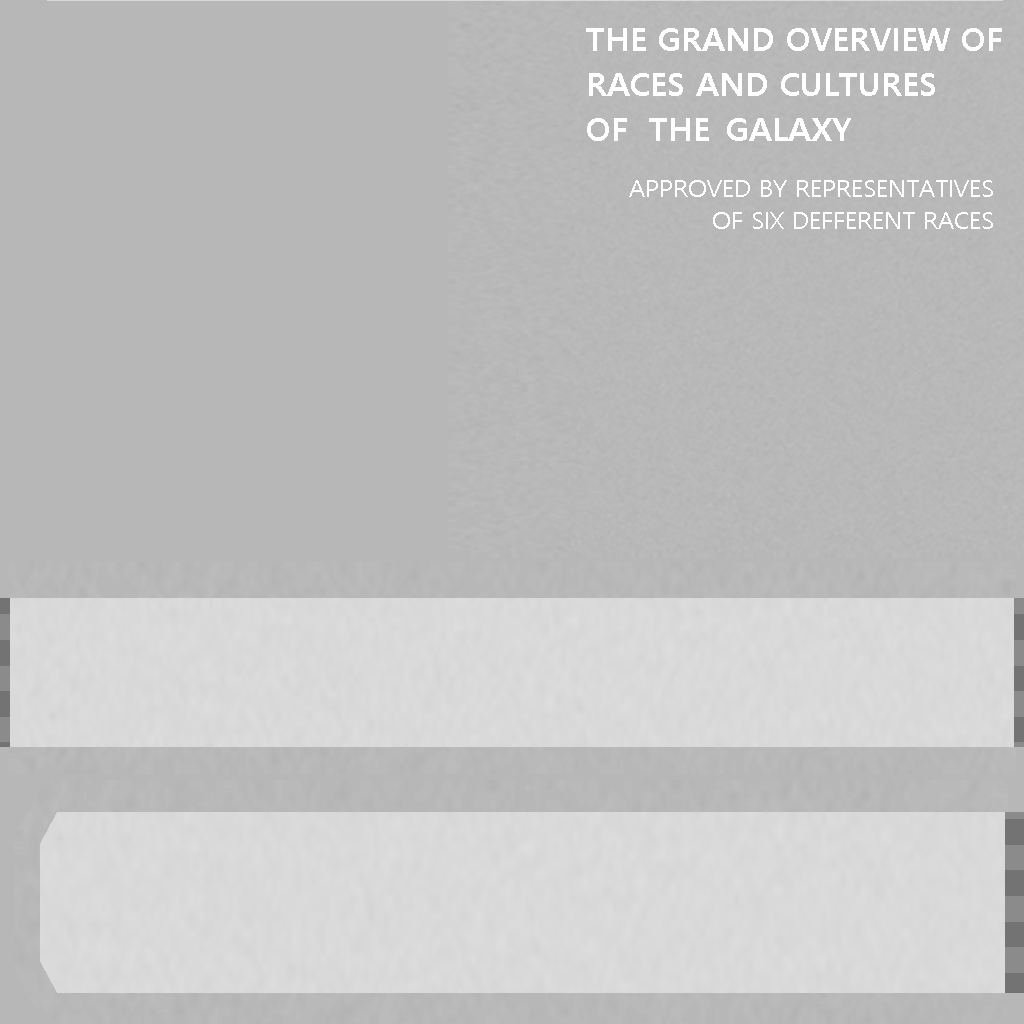 THE GRAND OVERVIEW OF
RACES AND CULTURES
OF THE GALAXY
APPROVED BY REPRESENTATIVES
OF SIX DEFFERENT RACES